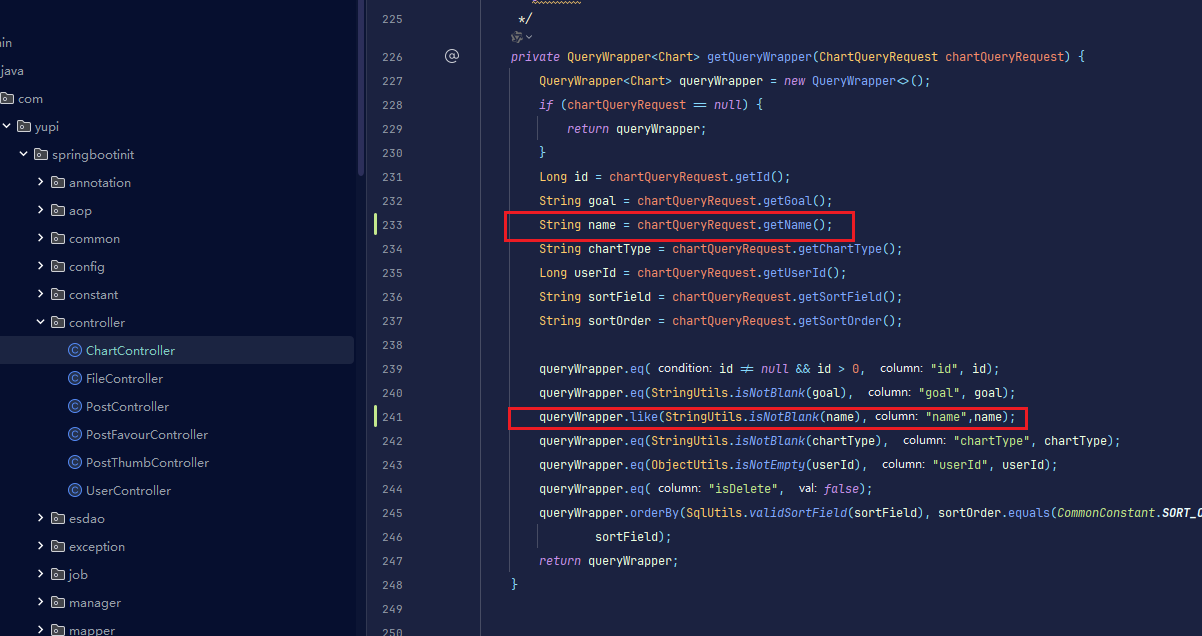 in
java
com
yupi
springbootinit
annotation
aop
common
config
constant
controller
ChartController
FileController
PostController
PostFavourController
PostThumbController
UserController
esdao
exception
job
manager
mapper
225 */
226 @ private QueryWrapper<Chart> getQueryWrapper(ChartQueryRequest chartQueryRequest) {
227 QueryWrapper<Chart> queryWrapper = new QueryWrapper<>();
228 if (chartQueryRequest == null) {
229 return queryWrapper;
230 }
231 Long id = chartQueryRequest.getId();
232 String goal = chartQueryRequest.getGoal();
233 String name = chartQueryRequest.getName();
234 String chartType = chartQueryRequest.getChartType();
235 Long userId = chartQueryRequest.getUserId();
236 String sortField = chartQueryRequest.getSortField();
237 String sortOrder = chartQueryRequest.getSortOrder();
238
239 queryWrapper.eq( condition: id != null && id > 0, column: "id", id);
240 queryWrapper.eq(StringUtils.isNotBlank(goal), column: "goal", goal);
241 queryWrapper.like(StringUtils.isNotBlank(name), column: "name",name);
242 queryWrapper.eq(StringUtils.isNotBlank(chartType), column: "chartType", chartType);
243 queryWrapper.eq(ObjectUtils.isNotEmpty(userId), column: "userId", userId);
244 queryWrapper.eq( column: "isDelete", val: false);
245 queryWrapper.orderBy(SqlUtils.validSortField(sortField), sortOrder.equals(CommonConstant.SORT_
246 sortField);
247 return queryWrapper;
248 }
249
250